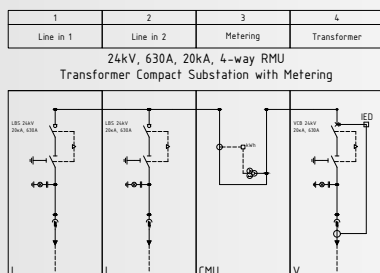 1 2 3 4
Line in 1 Line in 2 Metering Transformer
24kV, 630A, 20kA, 4-way RMU
Transformer Compact Substation with Metering
LBS 24kV
20kA, 630A
LBS 24kV
20kA, 630A
kWh
VCB 24kV
20kA, 630A
IED
I I CMU V